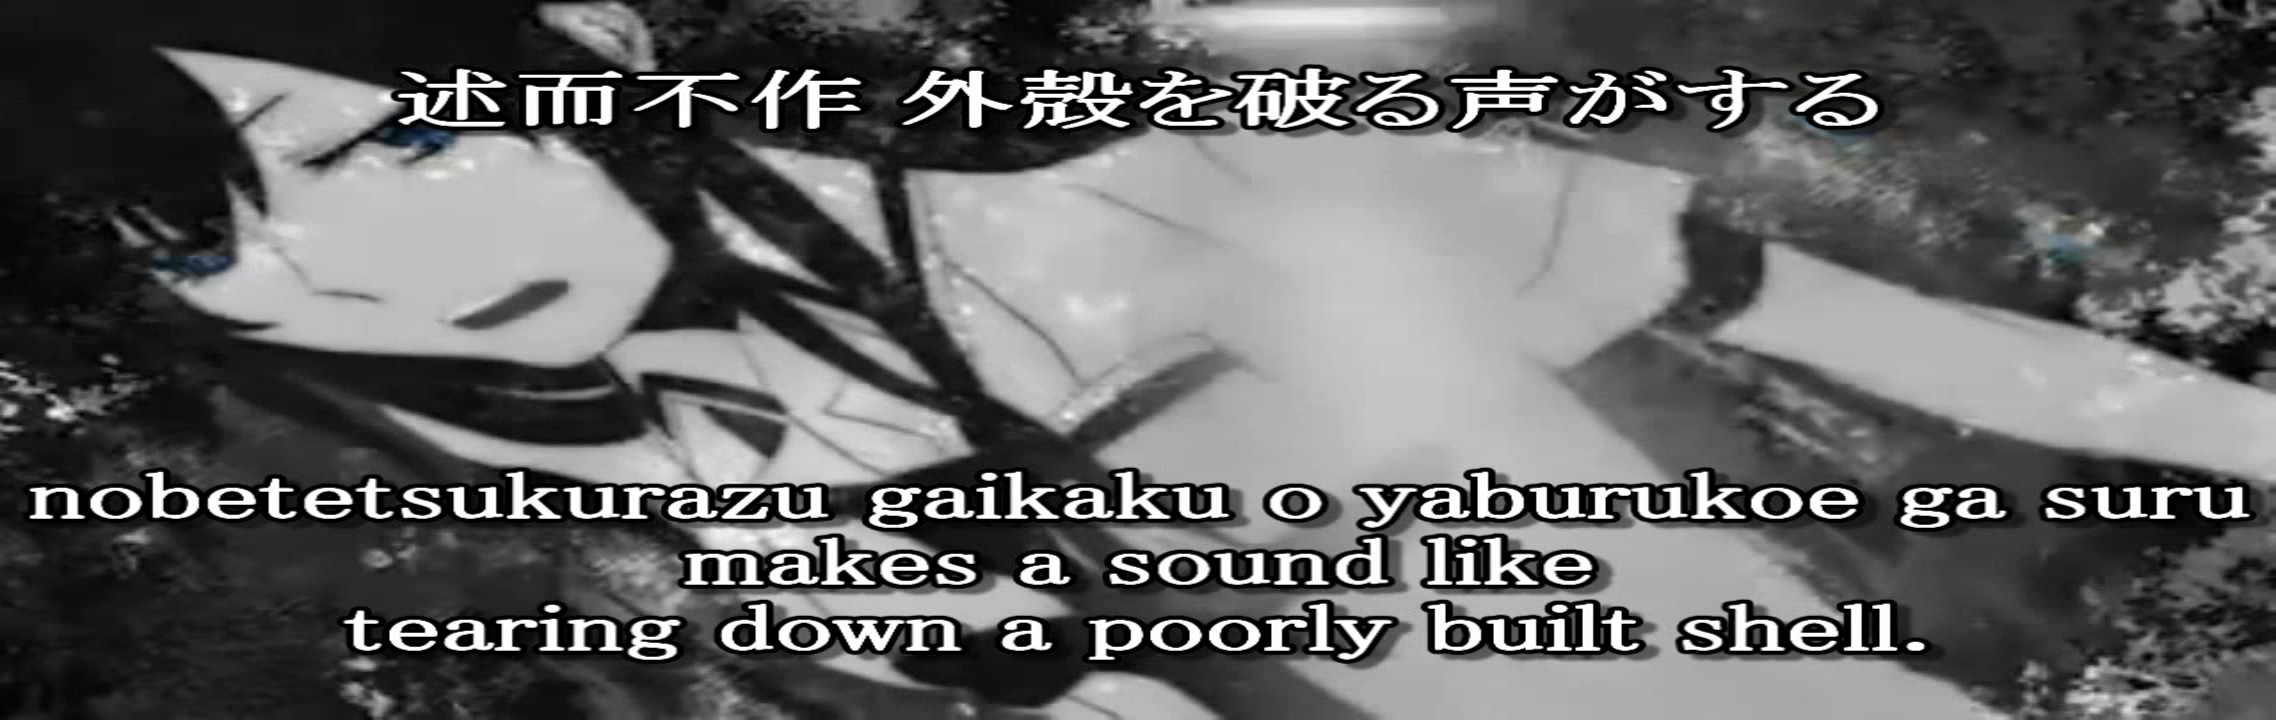 述而不作 外殻を破る声がする
nobetetsukurazu gaikaku o yaburukoe ga suru
makes a sound like
tearing down a poorly built shell.